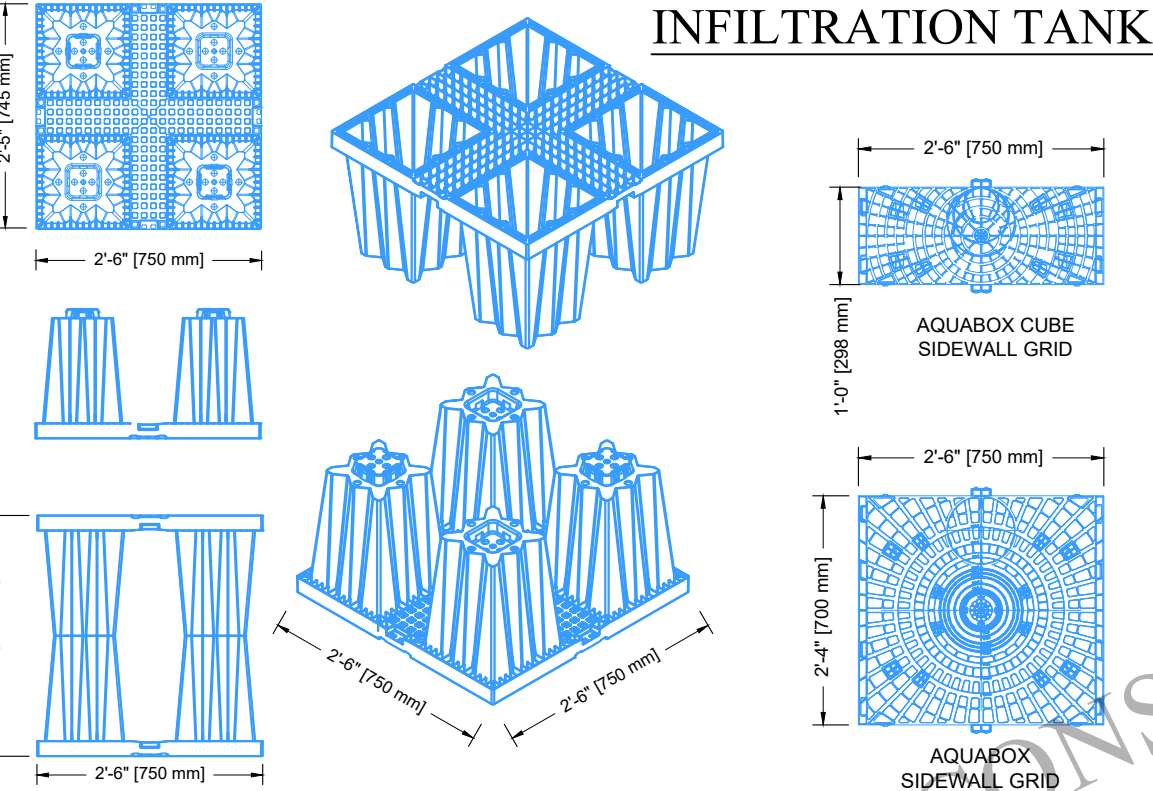 INFILTRATION TANK
2'-5" [745 mm]
2'-6" [750 mm]
2'-6" [750 mm]
1'-0" [298 mm]
AQUABOX CUBE
SIDEWALL GRID
2'-6" [750 mm]
2'-4" [700 mm]
2'-6" [750 mm]
2'-6" [750 mm]
2'-6" [750 mm]
AQUABOX
SIDEWALL GRID
CONS